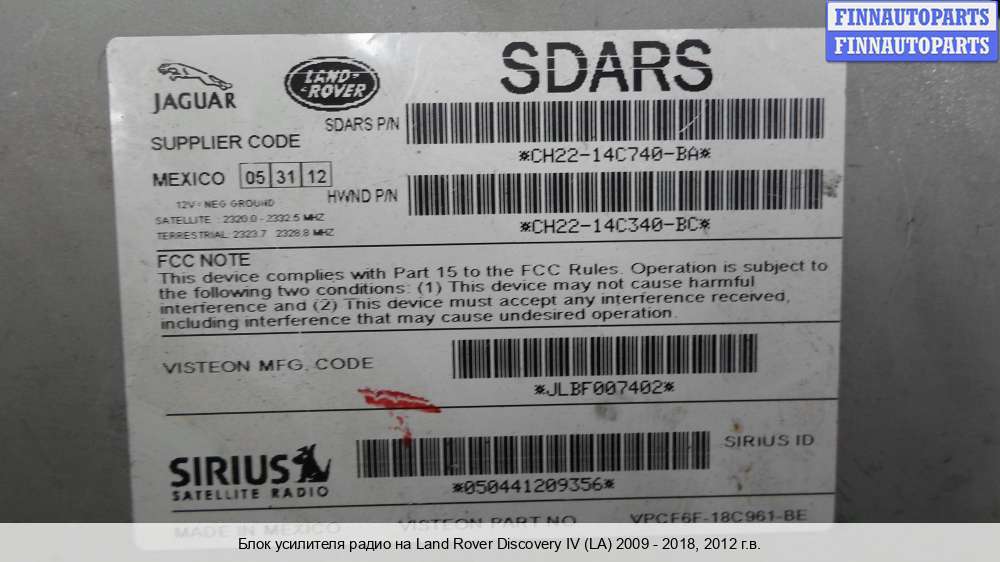 FINNAUTOPARTS
FINNAUTOPARTS
SDARS
JAGUAR
LAND-
ROVER
SDARS P/N
*CH22-14C740-BA*
SUPPLIER CODE
MEXICO 05 31 12
HWND P/N
*CH22-14C340-BC*
12V= NEG GROUND
SATELLITE : 2320.0 - 2332.5 MHZ
TERRESTRIAL: 2323.7 2328.8 MHZ
FCC NOTE
This device complies with Part 15 to the FCC Rules. Operation is subject to
the following two conditions: (1) This device may not cause harmful
interference and (2) This device must accept any interference received,
including interference that may cause undesired operation.
VISTEON MFG. CODE
*JLBF007402*
SIRIUS
SATELLITE RADIO
SIRIUS ID
*050441209356*
MADE IN MEXICO VISTEON PART NO VPCF6F-18C961-BE
Блок усилителя радио на Land Rover Discovery IV (LA) 2009 - 2018, 2012 г.в.